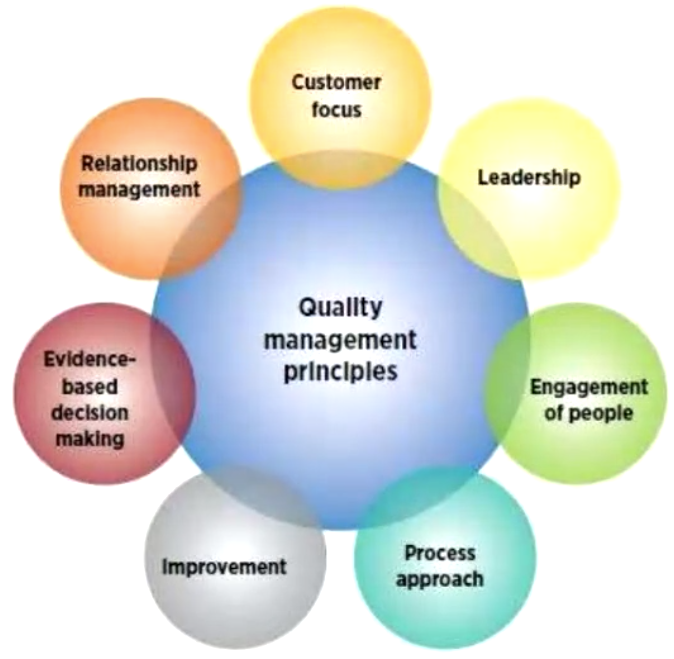 Customer
focus
Leadership
Engagement
of people
Process
approach
Improvement
Evidence-
based
decision
making
Relationship
management
Quality
management
principles